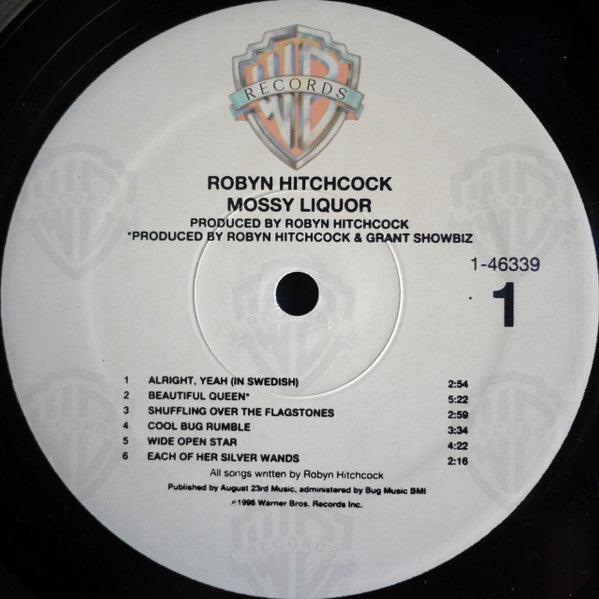 WB
RECORDS
ROBYN HITCHCOCK
MOSSY LIQUOR
PRODUCED BY ROBYN HITCHCOCK
*PRODUCED BY ROBYN HITCHCOCK & GRANT SHOWBIZ
1-46339
1
1 ALRIGHT, YEAH (IN SWEDISH) 2:54
2 BEAUTIFUL QUEEN* 5:22
3 SHUFFLING OVER THE FLAGSTONES 2:59
4 COOL BUG RUMBLE 3:34
5 WIDE OPEN STAR 4:22
6 EACH OF HER SILVER WANDS 2:16
All songs written by Robyn Hitchcock
Published by August 23rd Music, administered by Bug Music BMI
℗1996 Warner Bros. Records Inc.